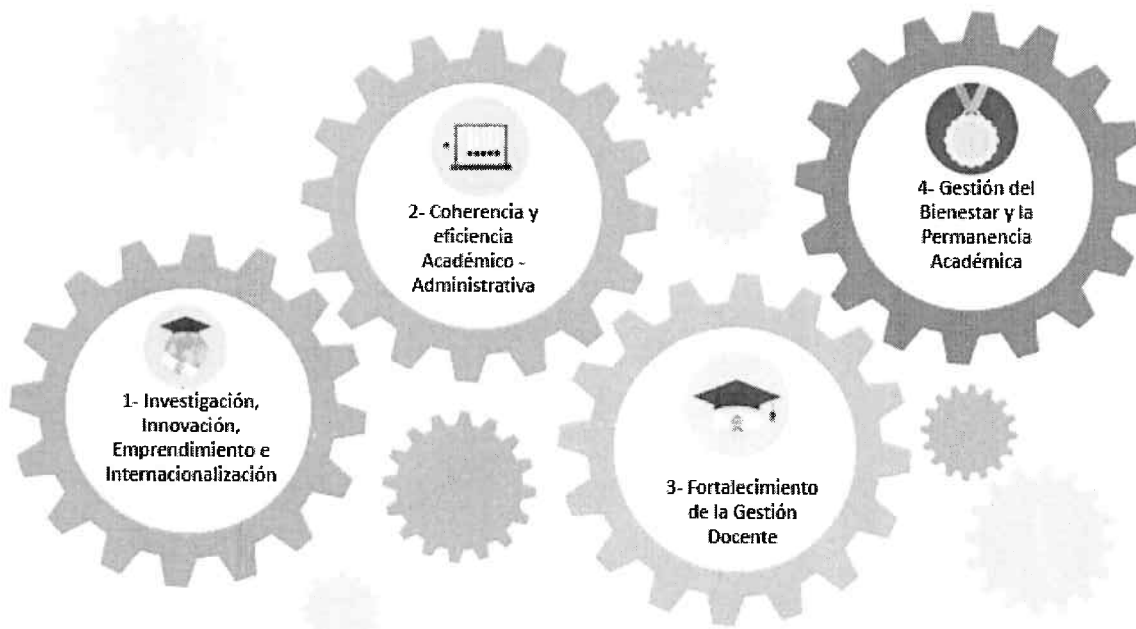 1- Investigación,
Innovación,
Emprendimiento e
Internacionalización
2- Coherencia y
eficiencia
Académico -
Administrativa
3- Fortalecimiento
de la Gestión
Docente
4- Gestión del
Bienestar y la
Permanencia
Académica